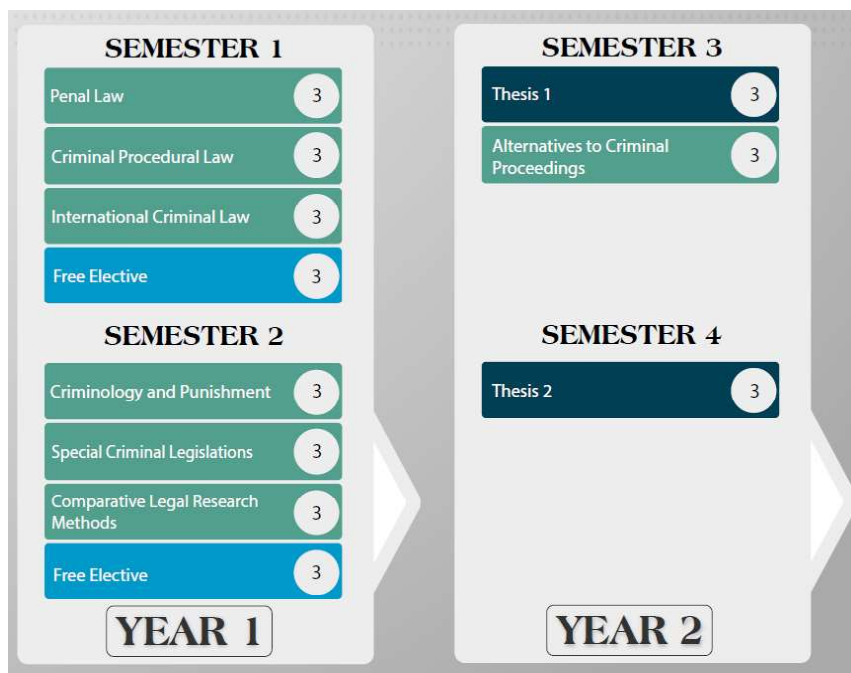 SEMESTER 1
Penal Law 3
Criminal Procedural Law 3
International Criminal Law 3
Free Elective 3
SEMESTER 2
Criminology and Punishment 3
Special Criminal Legislations 3
Comparative Legal Research
Methods 3
Free Elective 3
YEAR 1
SEMESTER 3
Thesis 1 3
Alternatives to Criminal
Proceedings 3
SEMESTER 4
Thesis 2 3
YEAR 2